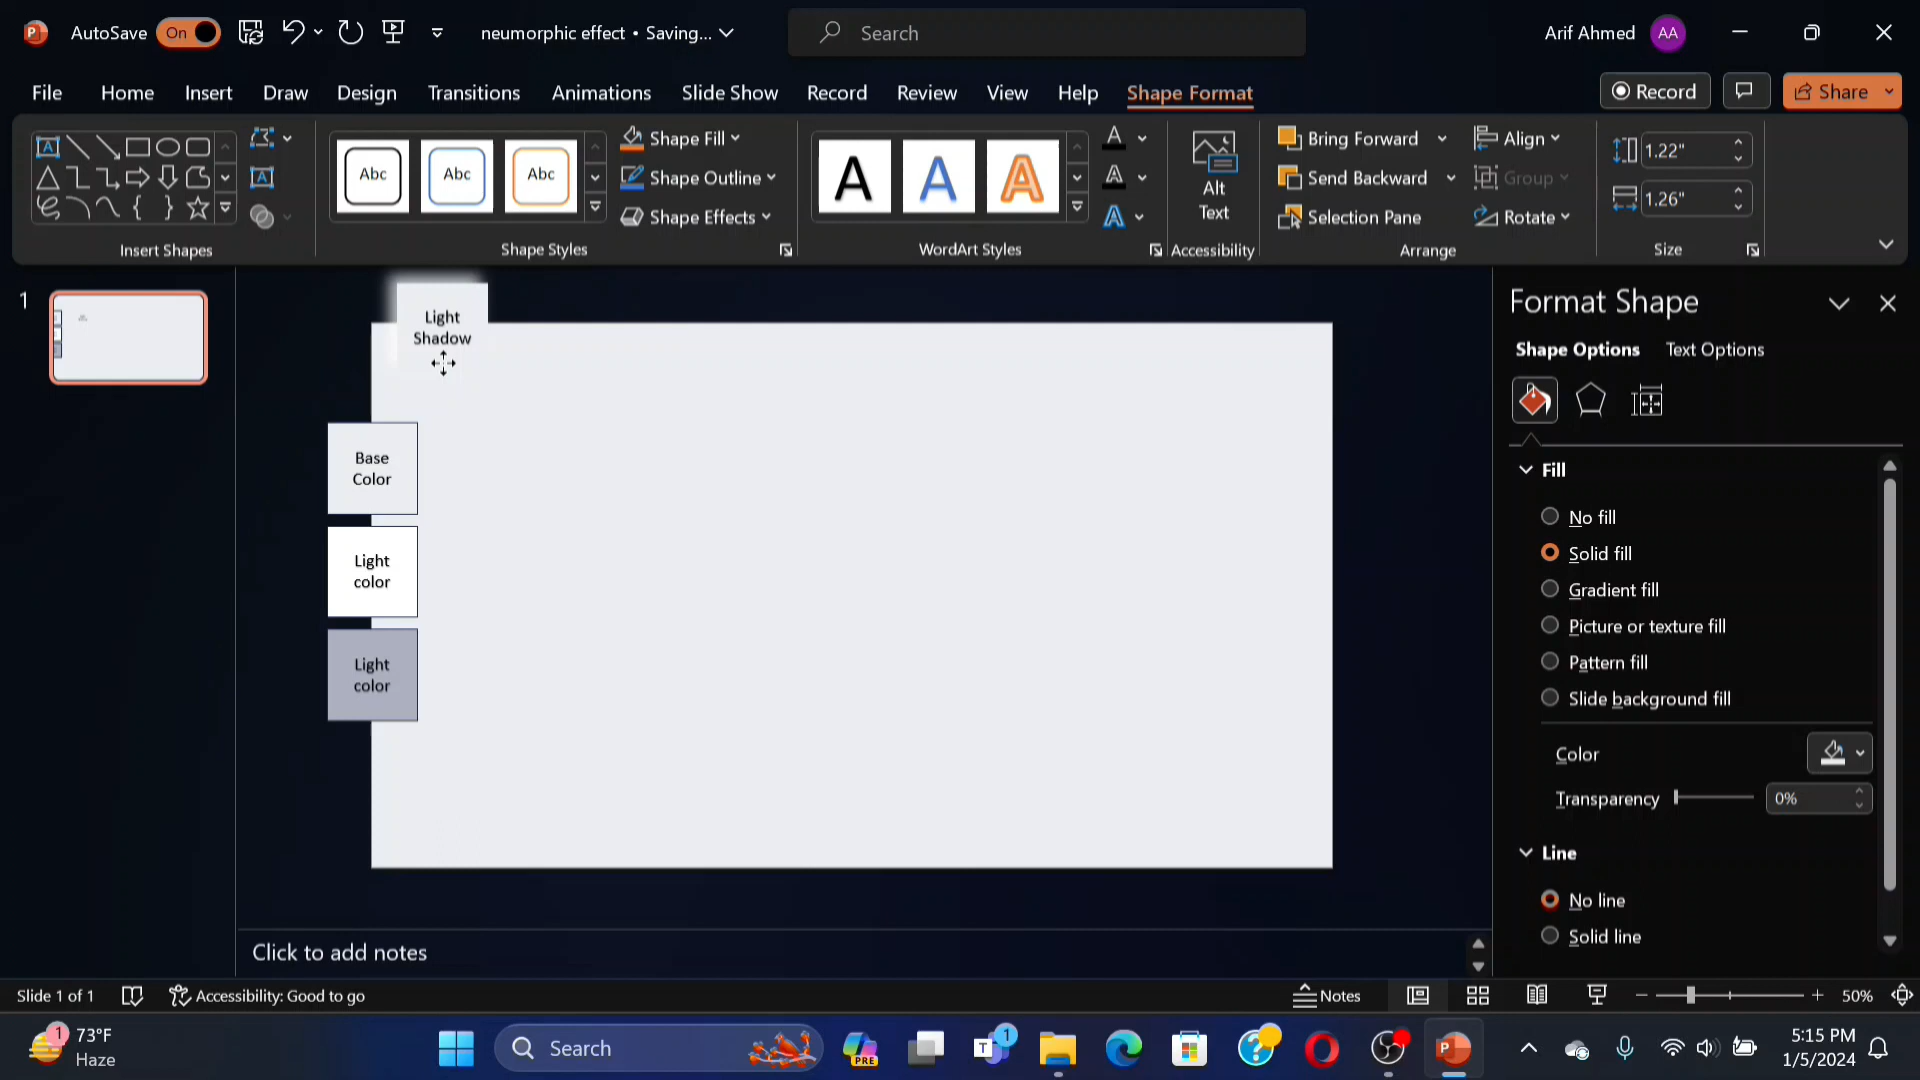 AutoSave On neumorphic effect • Saving... Search Arif Ahmed AA
File Home Insert Draw Design Transitions Animations Slide Show Record Review View Help Shape Format Record Share
Abc Abc Abc
Shape Fill
Shape Outline
Shape Effects
A A A
Alt
Text
Bring Forward
Send Backward
Selection Pane
Align
Group
Rotate
1.22"
1.26"
Insert Shapes Shape Styles WordArt Styles Accessibility Arrange Size
1
Light
Shadow
Base
Color
Light
color
Light
color
Format Shape
Shape Options Text Options
Fill
No fill
Solid fill
Gradient fill
Picture or texture fill
Pattern fill
Slide background fill
Color
Transparency 0%
Line
No line
Solid line
Click to add notes
Slide 1 of 1 Accessibility: Good to go Notes 50%
1 73°F
Haze
Search
PRE
T 1
5:15 PM
1/5/2024